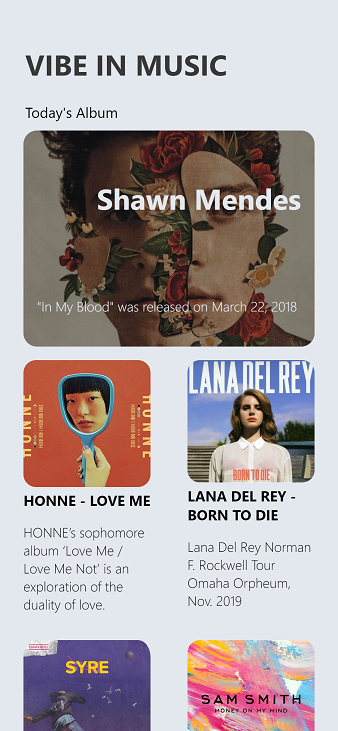 VIBE IN MUSIC
Today's Album
Shawn Mendes
"In My Blood" was released on March 22, 2018
HONNE
HONNE
LANA DEL REY
BORN TO DIE
HONNE - LOVE ME
HONNE's sophomore
album ‘Love Me /
Love Me Not’ is an
exploration of the
duality of love.
LANA DEL REY -
BORN TO DIE
Lana Del Rey Norman
F. Rockwell Tour
Omaha Orpheum,
Nov. 2019
SYRE
SAM SMITH
MONEY ON MY MIND